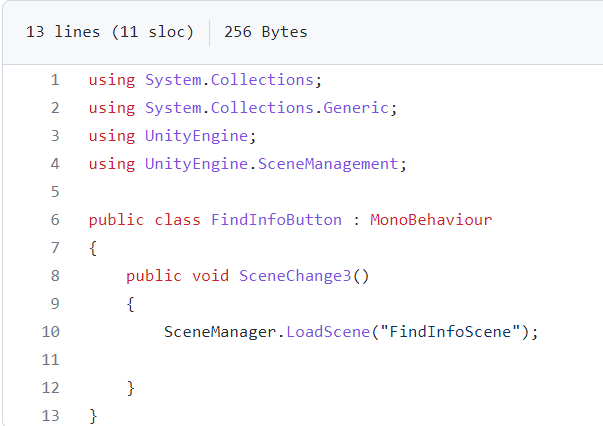 13 lines (11 sloc) 256 Bytes
1 using System.Collections;
2 using System.Collections.Generic;
3 using UnityEngine;
4 using UnityEngine.SceneManagement;
5
6 public class FindInfoButton : MonoBehaviour
7 {
8     public void SceneChange3()
9     {
10         SceneManager.LoadScene("FindInfoScene");
11
12     }
13 }